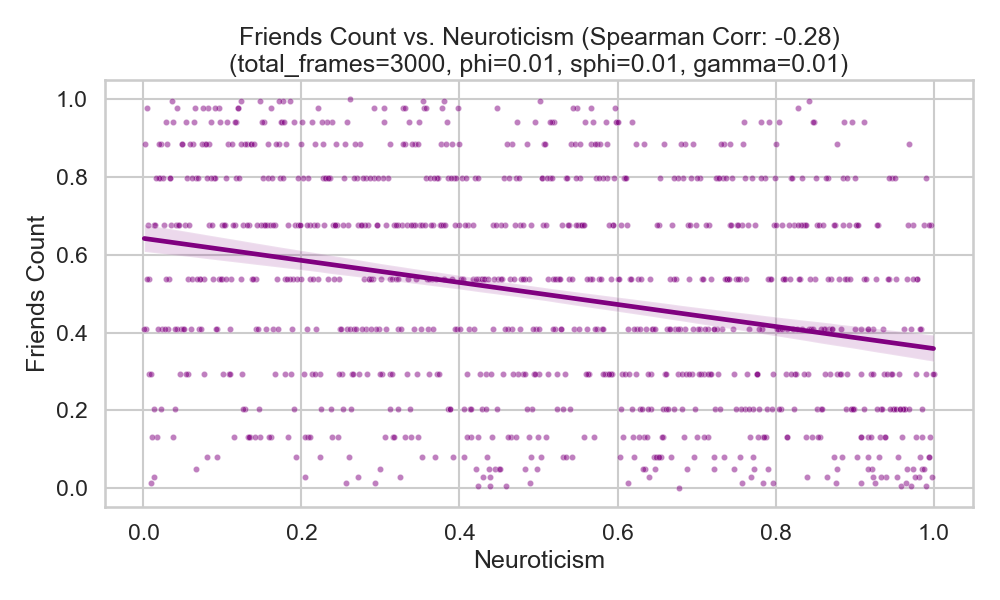 Friends Count vs. Neuroticism (Spearman Corr: -0.28)
(total_frames=3000, phi=0.01, sphi=0.01, gamma=0.01)
1.0
0.8
0.6
0.4
0.2
0.0
Friends Count
0.0 0.2 0.4 0.6 0.8 1.0
Neuroticism